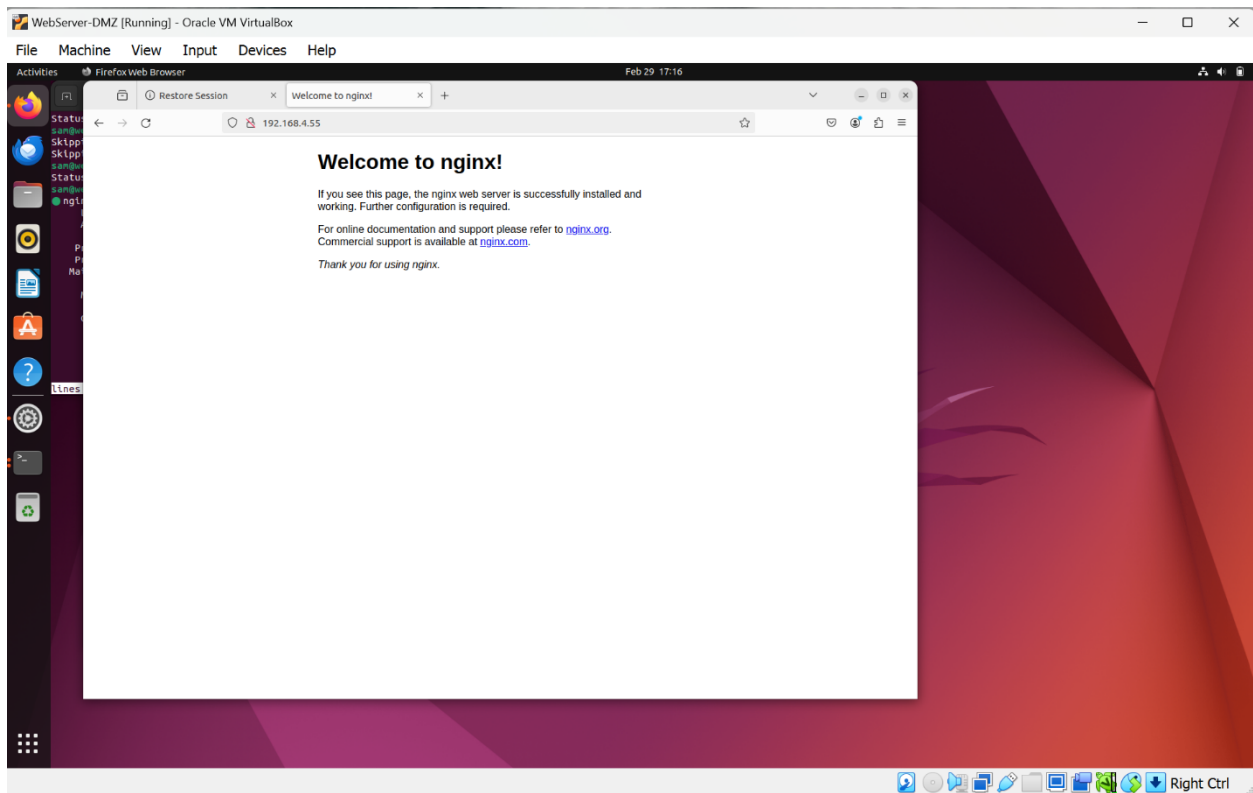 WebServer-DMZ [Running] - Oracle VM VirtualBox
File Machine View Input Devices Help
Activities Firefox Web Browser Feb 29 17:16
Restore Session Welcome to nginx!
192.168.4.55
Welcome to nginx!
If you see this page, the nginx web server is successfully installed and
working. Further configuration is required.
For online documentation and support please refer to nginx.org.
Commercial support is available at nginx.com.
Thank you for using nginx.
lines
Right Ctrl